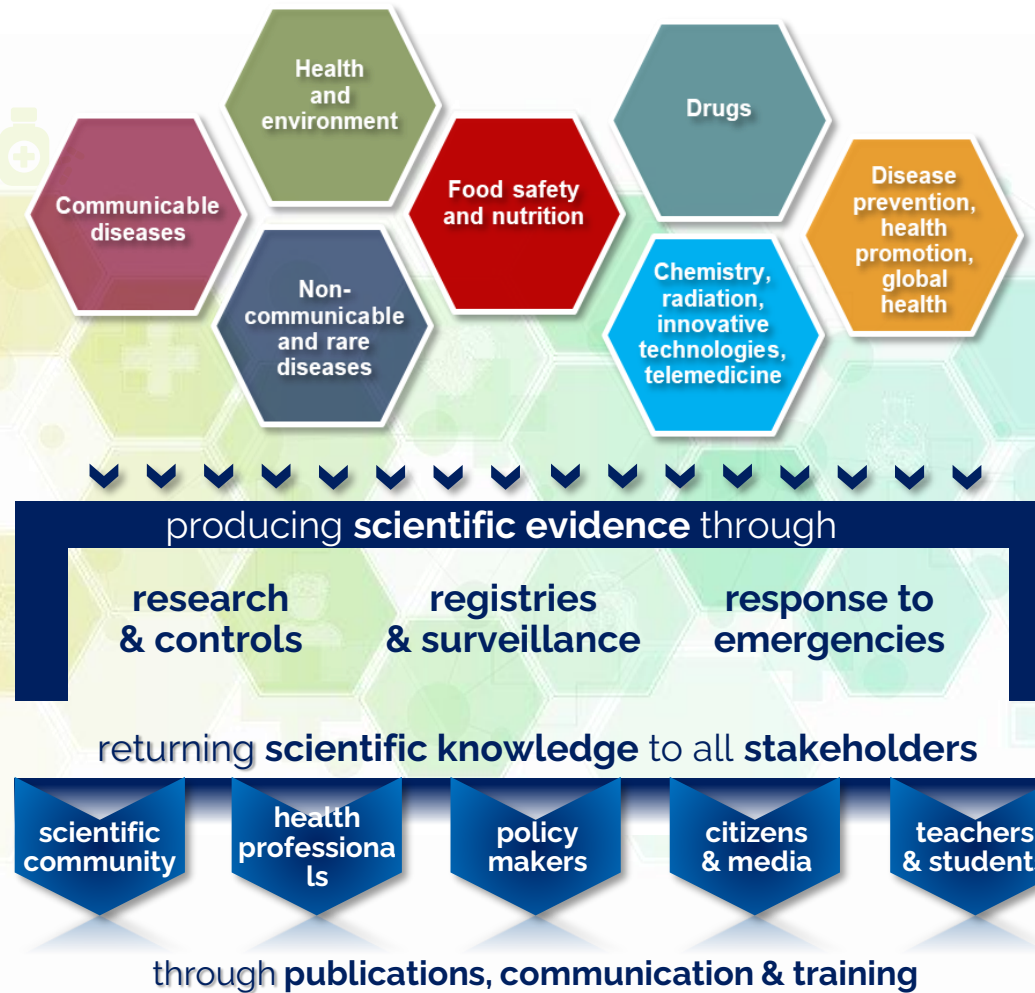 Health
and
environment
Drugs
Communicable
diseases
Food safety
and nutrition
Disease
prevention,
health
promotion,
global
health
Non-
communicable
and rare
diseases
Chemistry,
radiation,
innovative
technologies,
telemedicine
producing scientific evidence through
research
& controls
registries
& surveillance
response to
emergencies
returning scientific knowledge to all stakeholders
scientific
community
health
professiona
ls
policy
makers
citizens
& media
teachers
& student
through publications, communication & training